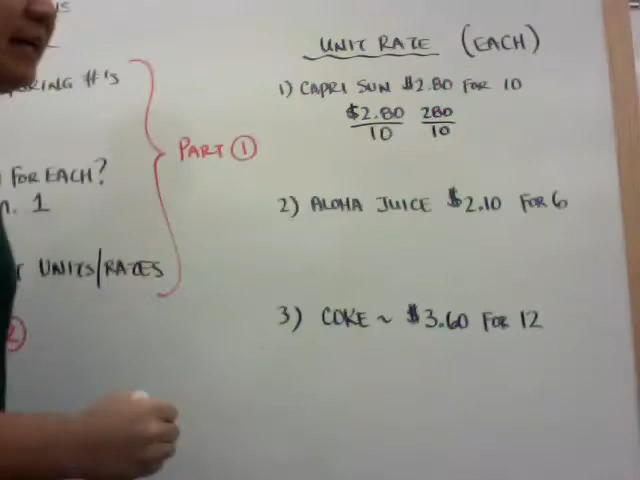 #'s
FOR EACH?
1
UNITS/RATES
PART 1
2
UNIT RATE (EACH)
1) CAPRI SUN $2.80 FOR 10
$2.80 280
10 10
2) ALOHA JUICE $2.10 FOR 6
3) COKE ~ $3.60 FOR 12